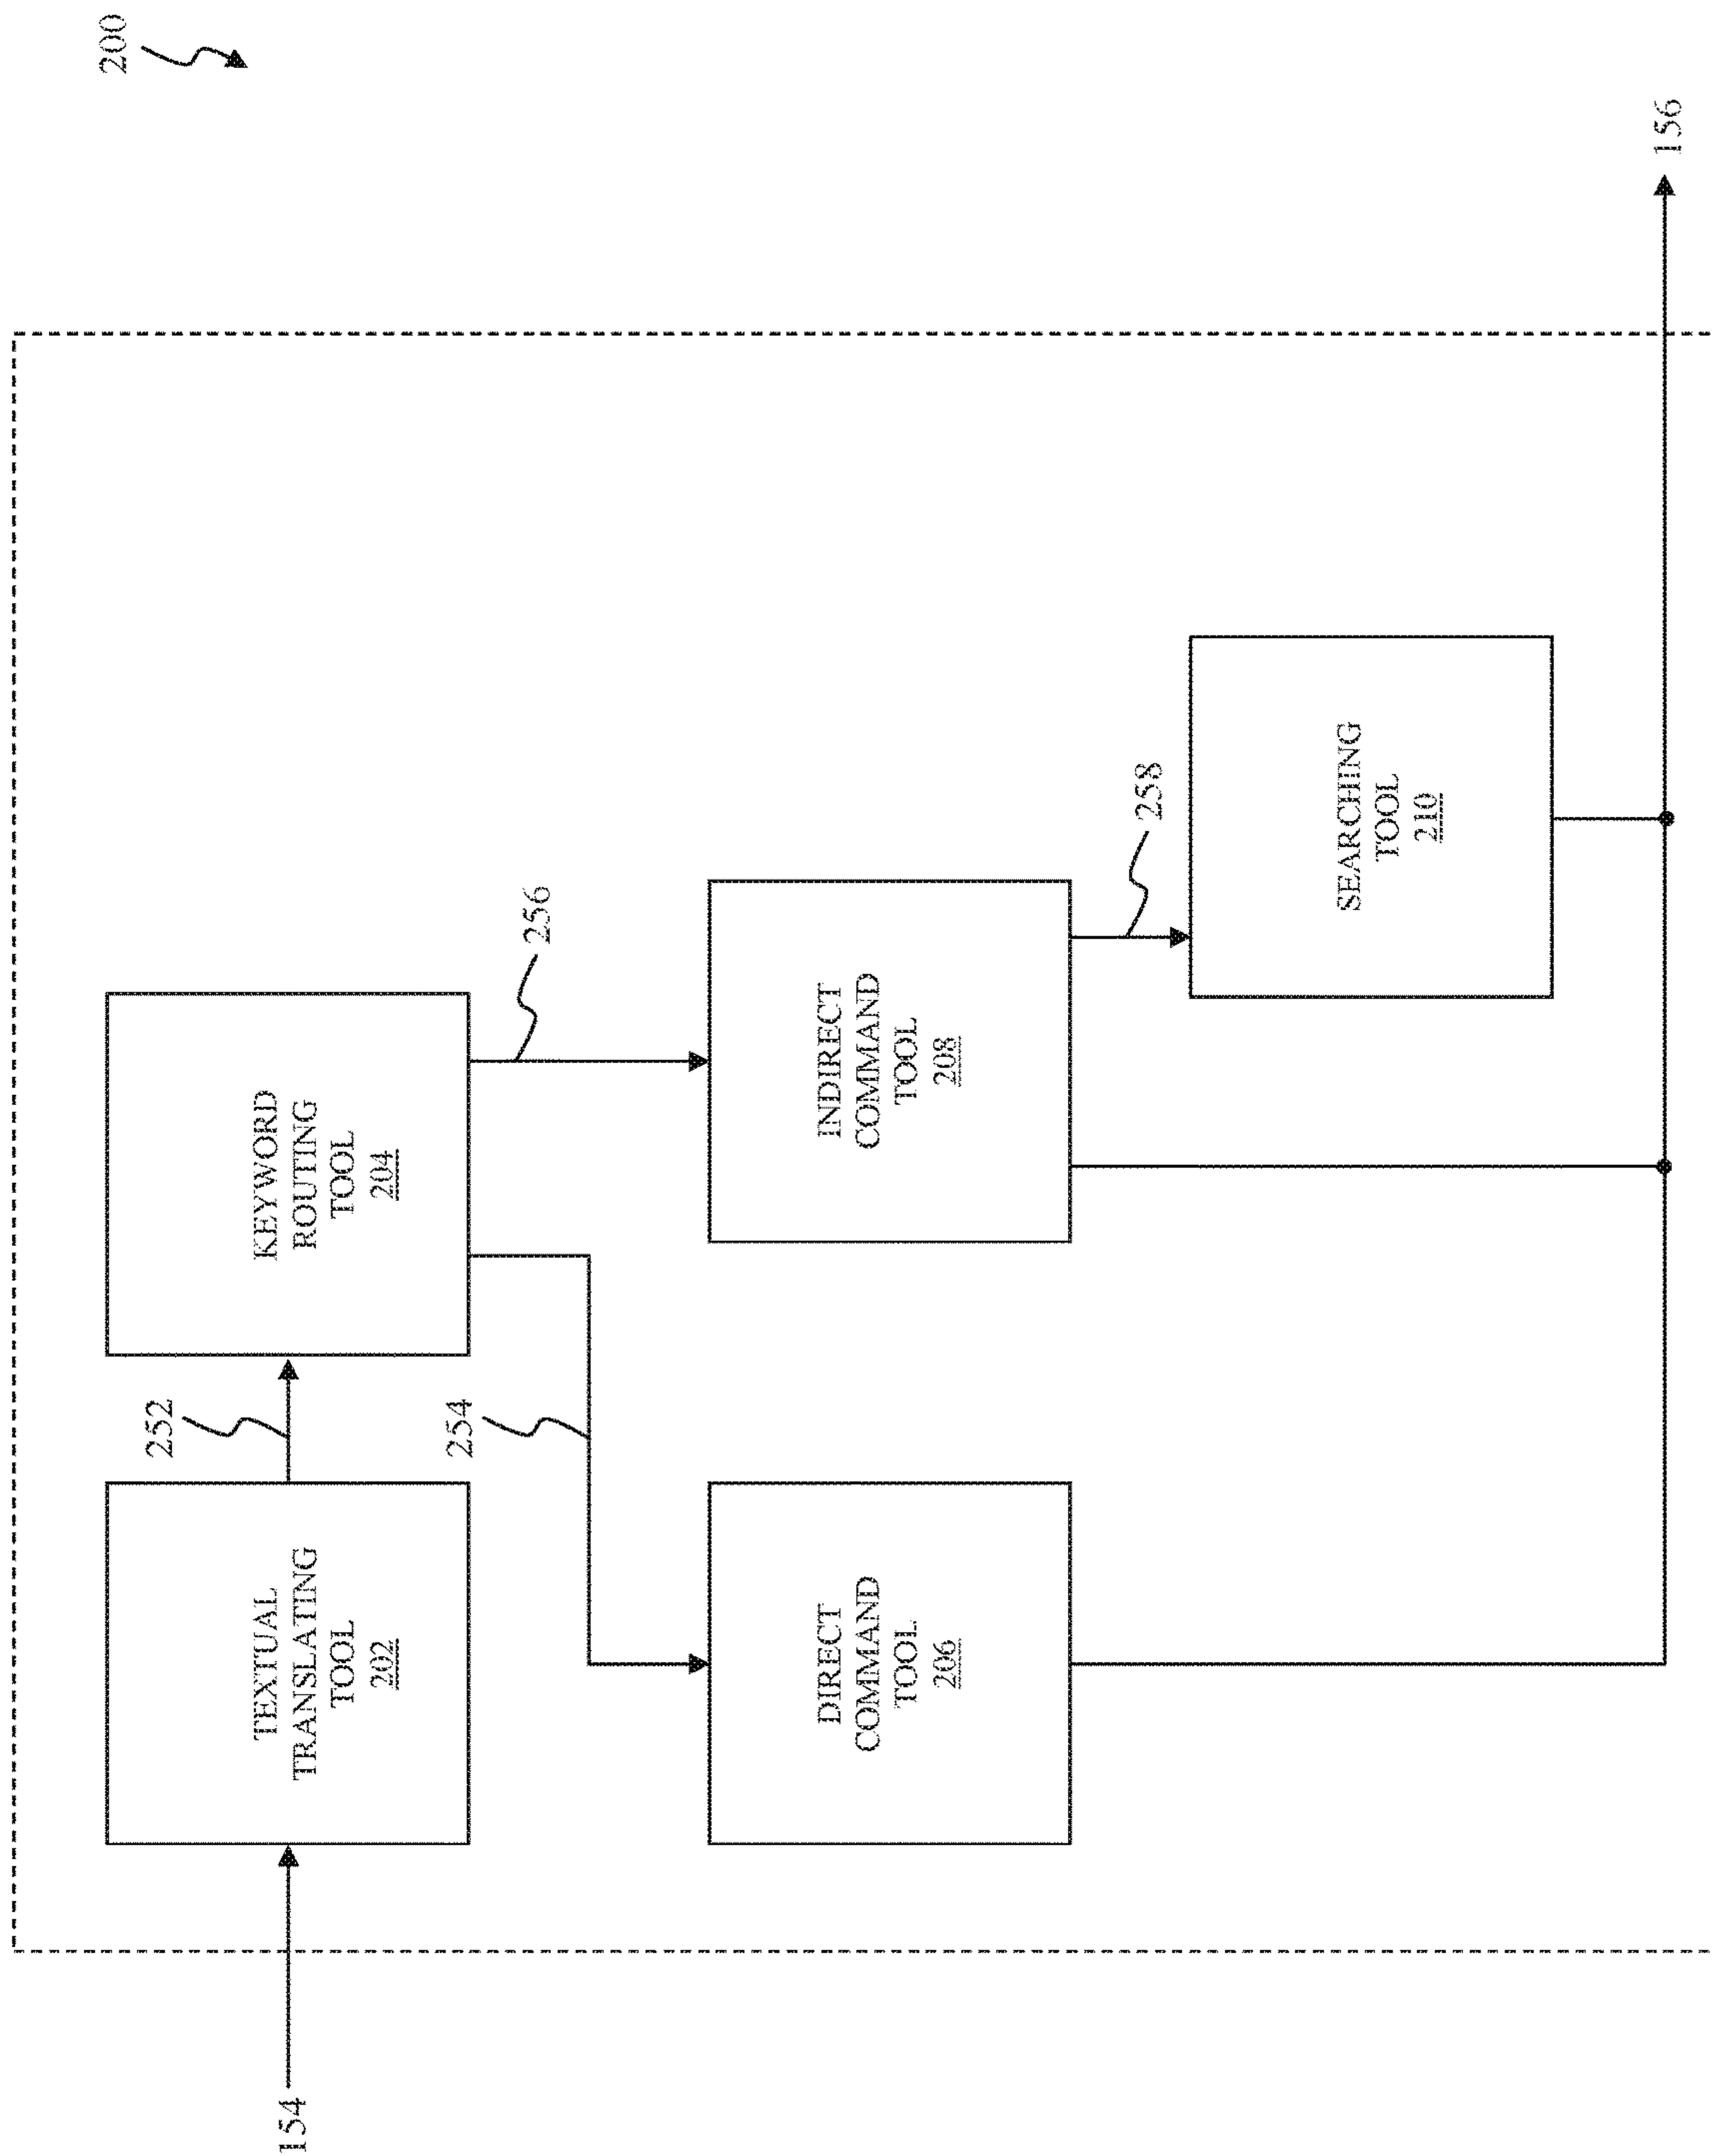 200
TEXTUAL
TRANSLATING
TOOL
202
252
KEYWORD
ROUTING
TOOL
204
154
254
256
DIRECT
COMMAND
TOOL
206
INDIRECT
COMMAND
TOOL
208
258
SEARCHING
TOOL
210
156